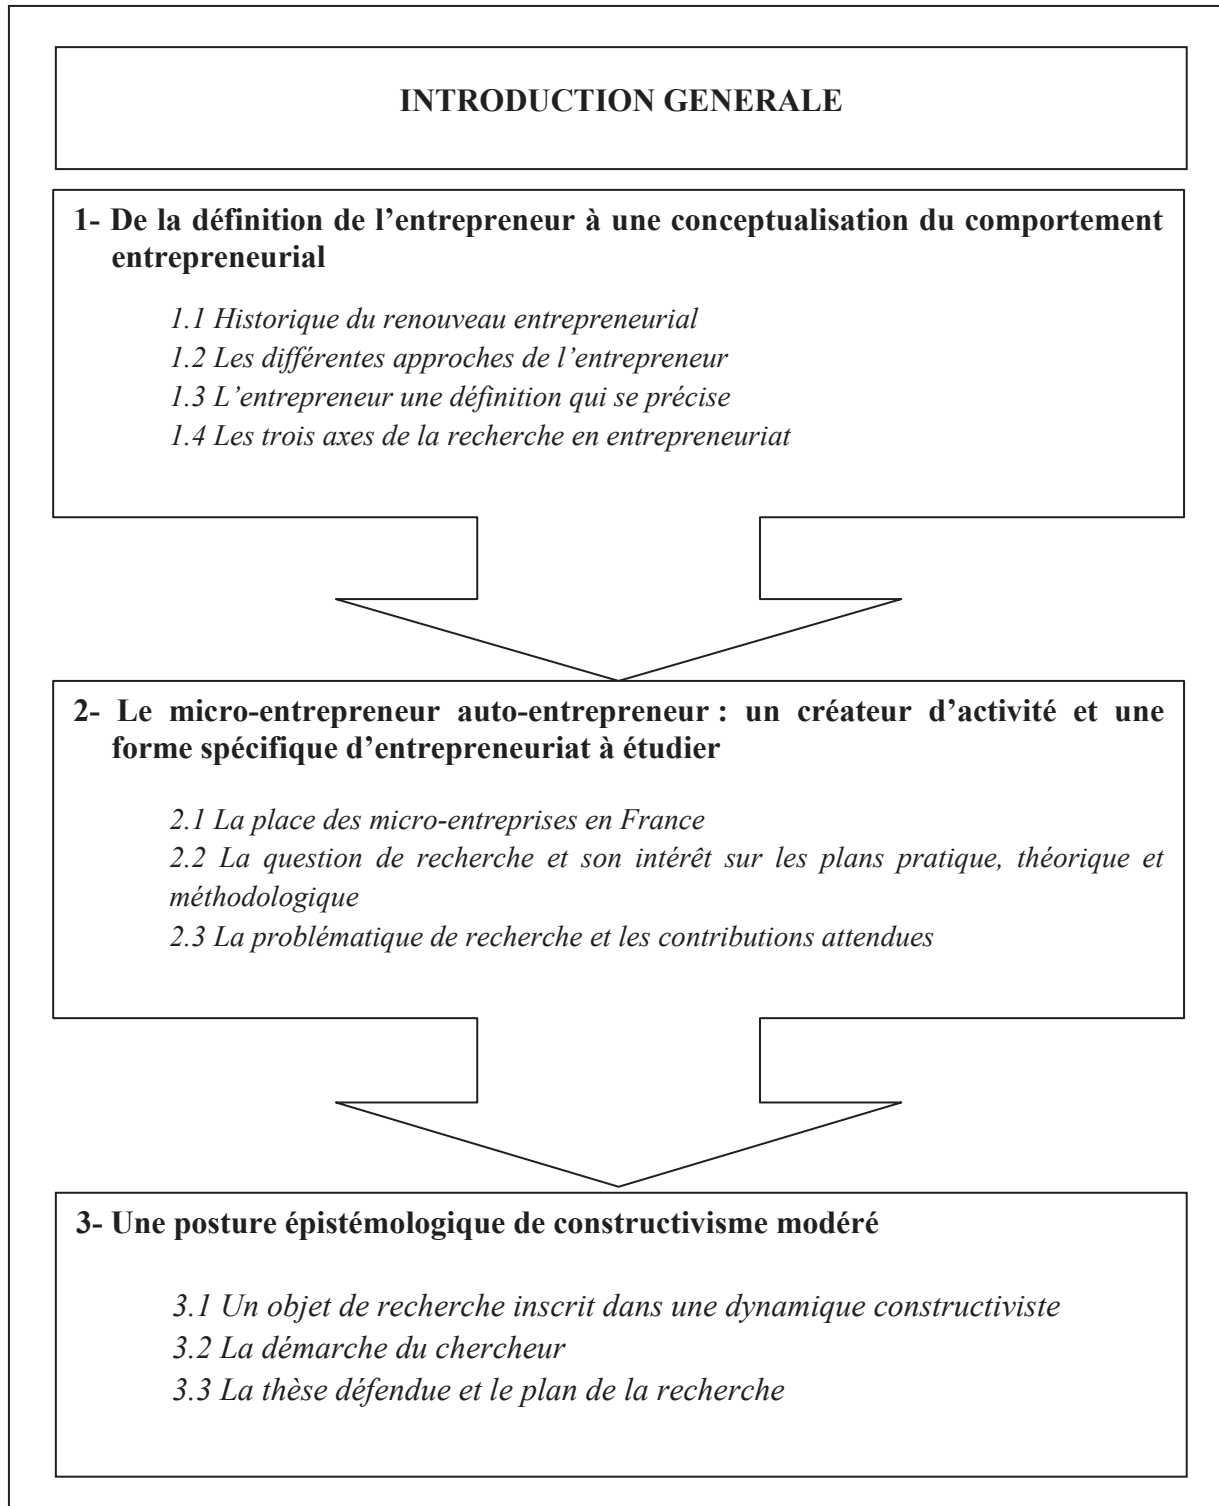 INTRODUCTION GENERALE
1- De la définition de l’entrepreneur à une conceptualisation du comportement
entrepreneurial
1.1 Historique du renouveau entrepreneurial
1.2 Les différentes approches de l’entrepreneur
1.3 L’entrepreneur une définition qui se précise
1.4 Les trois axes de la recherche en entrepreneuriat
2- Le micro-entrepreneur auto-entrepreneur : un créateur d’activité et une
forme spécifique d’entrepreneuriat à étudier
2.1 La place des micro-entreprises en France
2.2 La question de recherche et son intérêt sur les plans pratique, théorique et
méthodologique
2.3 La problématique de recherche et les contributions attendues
3- Une posture épistémologique de constructivisme modéré
3.1 Un objet de recherche inscrit dans une dynamique constructiviste
3.2 La démarche du chercheur
3.3 La thèse défendue et le plan de la recherche